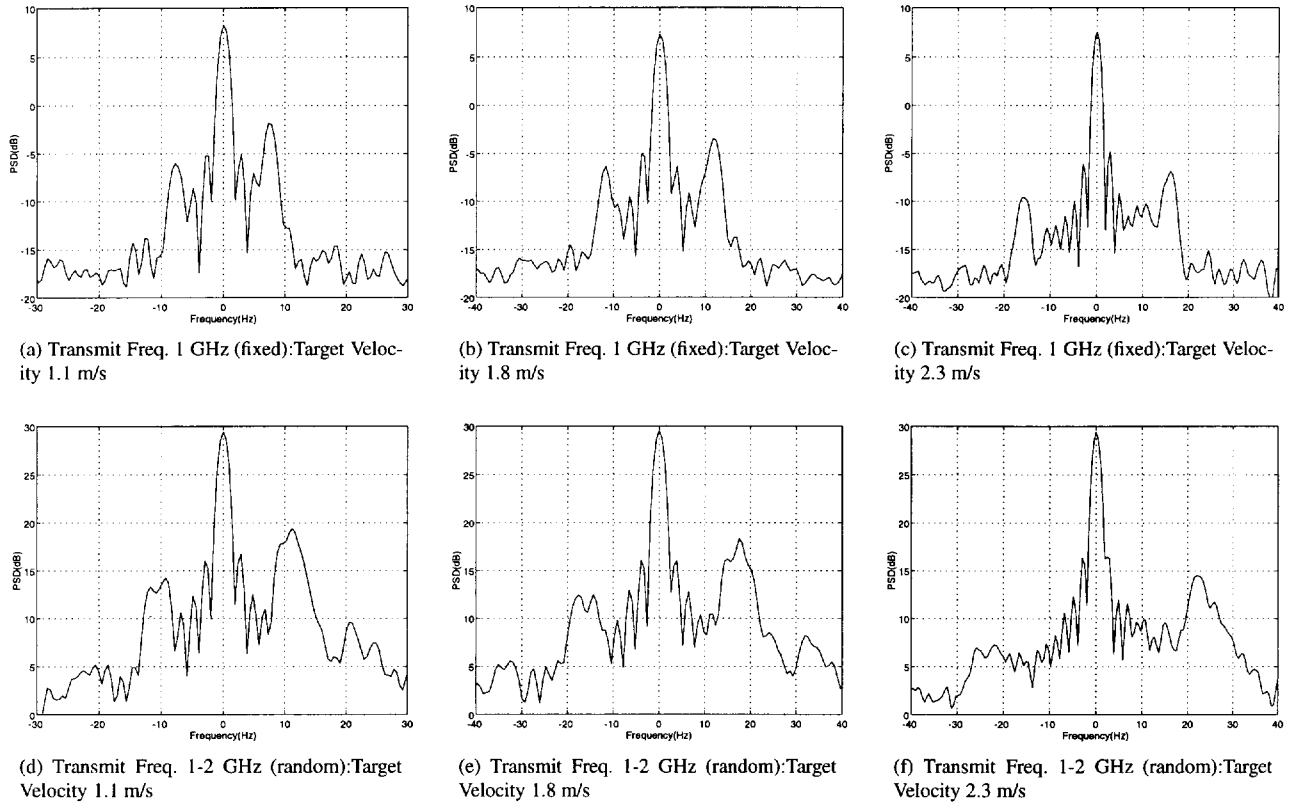 10
5
0
-5
-10
-15
-20
PSD(dB)
-30 -20 -10 0 10 20 30
Frequency(Hz)
(a) Transmit Freq. 1 GHz (fixed):Target Veloc-
ity 1.1 m/s
10
5
0
-5
-10
-15
-20
PSD(dB)
-40 -30 -20 -10 0 10 20 30 40
Frequency(Hz)
(b) Transmit Freq. 1 GHz (fixed):Target Veloc-
ity 1.8 m/s
10
5
0
-5
-10
-15
-20
PSD(dB)
-40 -30 -20 -10 0 10 20 30 40
Frequency(Hz)
(c) Transmit Freq. 1 GHz (fixed):Target Veloc-
ity 2.3 m/s
30
25
20
15
10
5
0
PSD(dB)
-30 -20 -10 0 10 20 30
Frequency(Hz)
(d) Transmit Freq. 1-2 GHz (random):Target
Velocity 1.1 m/s
30
25
20
15
10
5
0
PSD(dB)
-40 -30 -20 -10 0 10 20 30 40
Frequency(Hz)
(e) Transmit Freq. 1-2 GHz (random):Target
Velocity 1.8 m/s
30
25
20
15
10
5
0
PSD(dB)
-40 -30 -20 -10 0 10 20 30 40
Frequency(Hz)
(f) Transmit Freq. 1-2 GHz (random):Target
Velocity 2.3 m/s